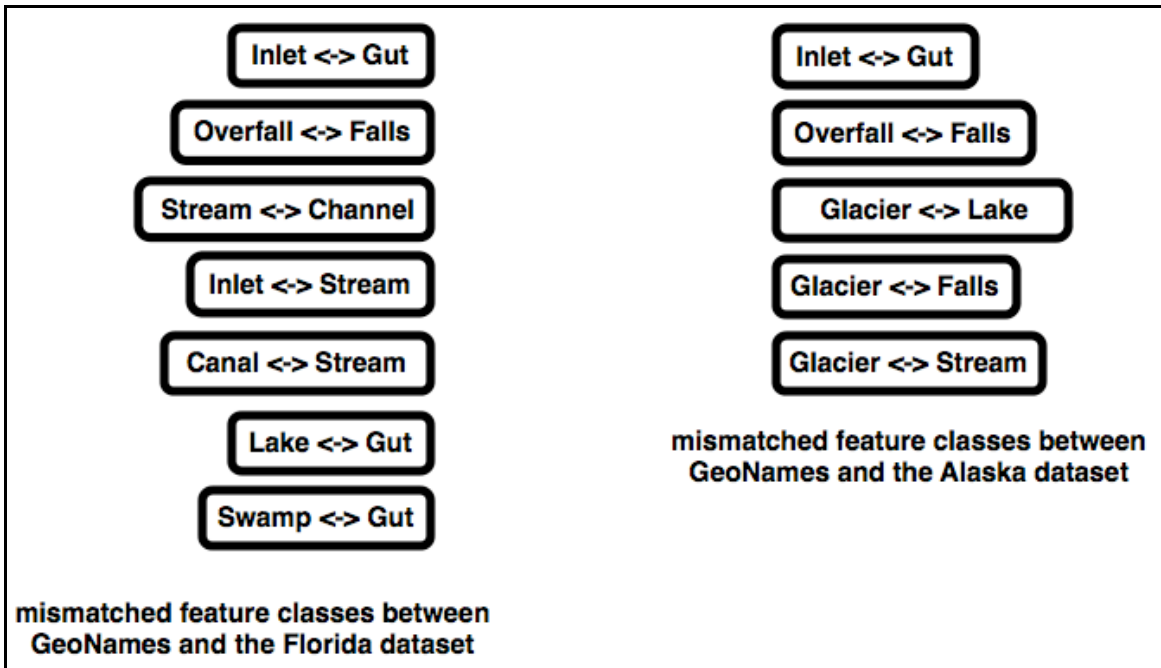 Inlet <-> Gut
Overfall <-> Falls
Stream <-> Channel
Inlet <-> Stream
Canal <-> Stream
Lake <-> Gut
Swamp <-> Gut
mismatched feature classes between
GeoNames and the Florida dataset
Inlet <-> Gut
Overfall <-> Falls
Glacier <-> Lake
Glacier <-> Falls
Glacier <-> Stream
mismatched feature classes between
GeoNames and the Alaska dataset